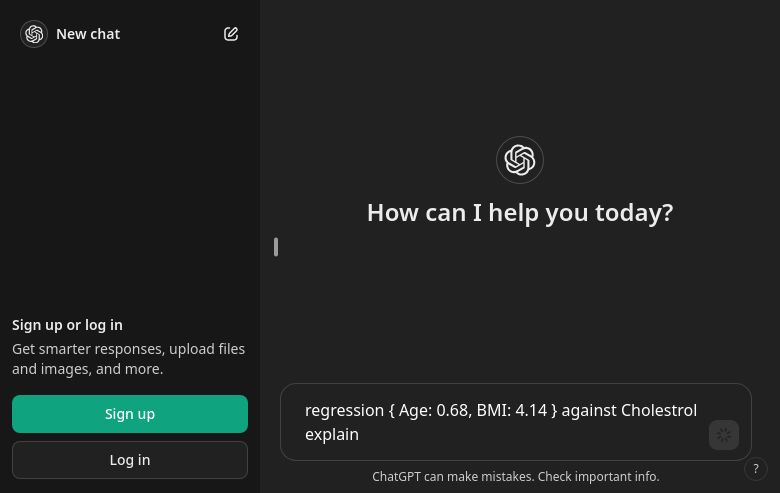 New chat
How can I help you today?
Sign up or log in
Get smarter responses, upload files
and images, and more.
Sign up
Log in
regression { Age: 0.68, BMI: 4.14 } against Cholestrol
explain
ChatGPT can make mistakes. Check important info.
?